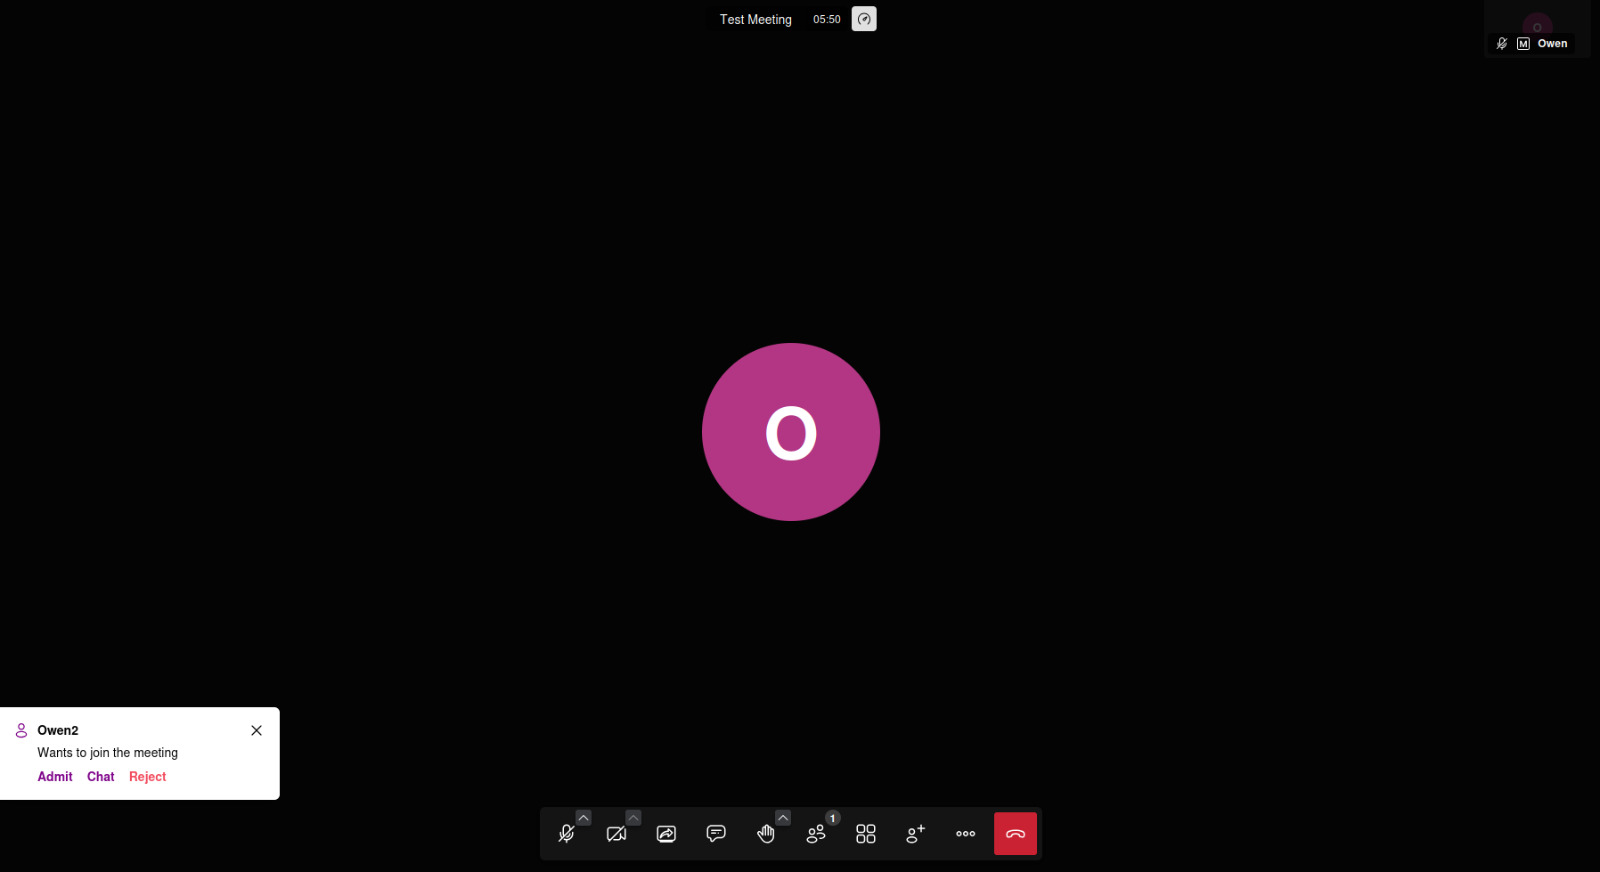 Test Meeting 05:50
O
M Owen
O
Owen2
Wants to join the meeting
Admit Chat Reject
1